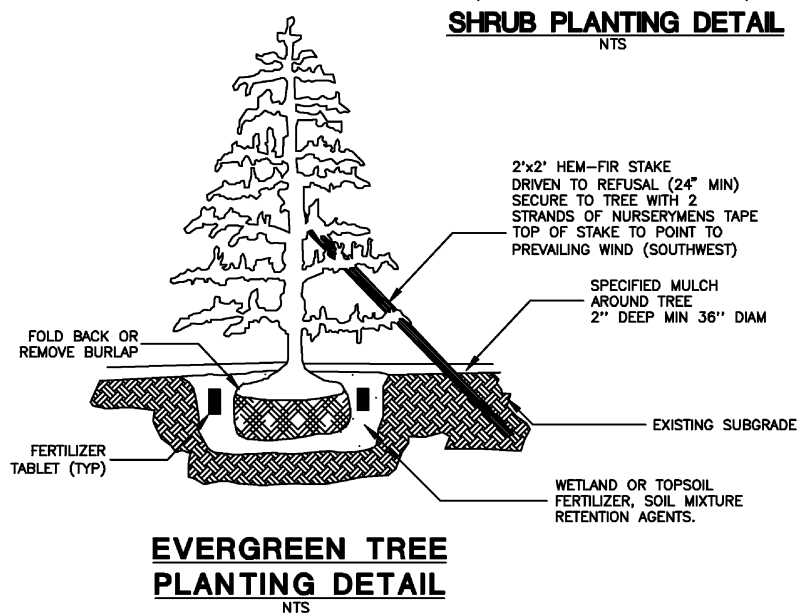 SHRUB PLANTING DETAIL
NTS
2'x2' HEM-FIR STAKE
DRIVEN TO REFUSAL (24" MIN)
SECURE TO TREE WITH 2
STRANDS OF NURSERYMENS TAPE
TOP OF STAKE TO POINT TO
PREVAILING WIND (SOUTHWEST)
SPECIFIED MULCH
AROUND TREE
2" DEEP MIN 36" DIAM
FOLD BACK OR
REMOVE BURLAP
EXISTING SUBGRADE
FERTILIZER
TABLET (TYP)
WETLAND OR TOPSOIL
FERTILIZER, SOIL MIXTURE
RETENTION AGENTS.
EVERGREEN TREE
PLANTING DETAIL
NTS